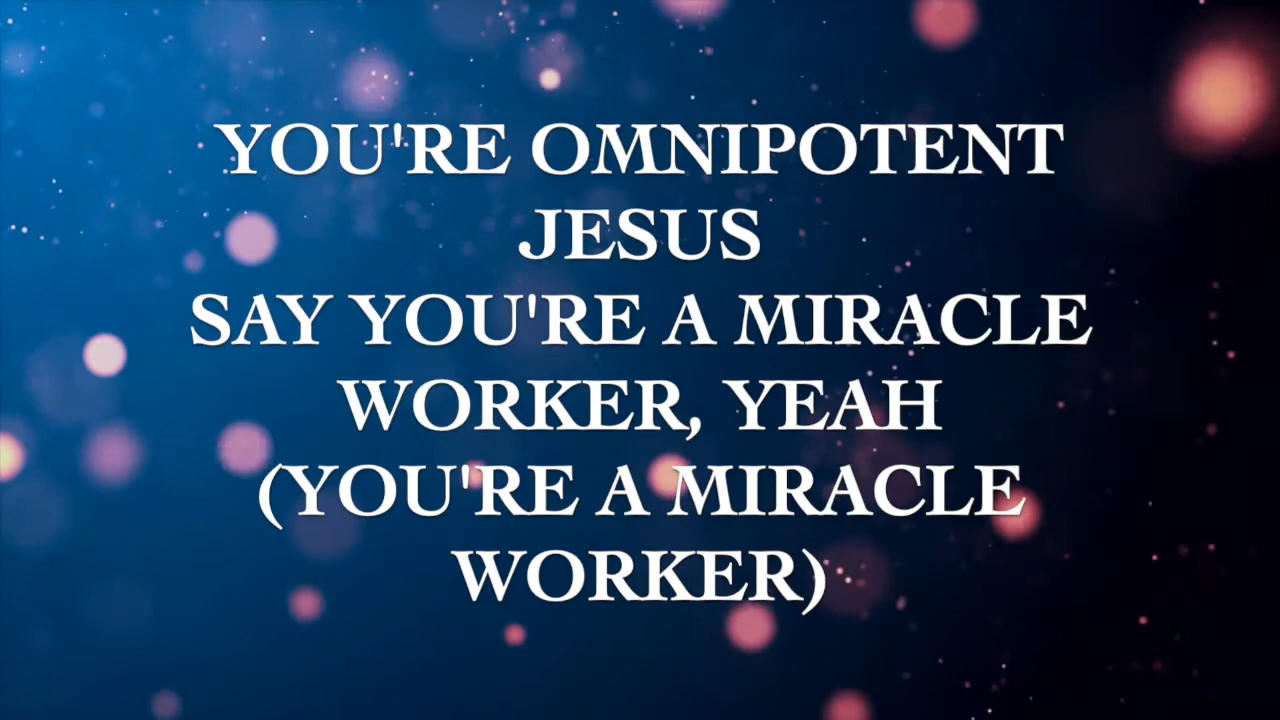 YOU'RE OMNIPOTENT
JESUS
SAY YOU'RE A MIRACLE
WORKER, YEAH
(YOU'RE A MIRACLE
WORKER)